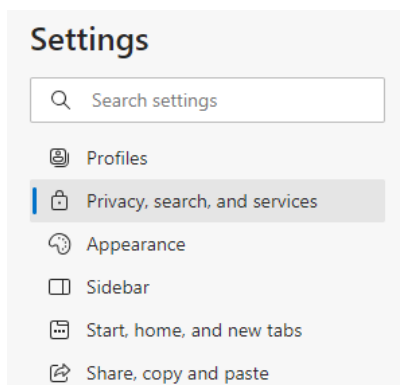 Settings
Search settings
Profiles
Privacy, search, and services
Appearance
Sidebar
Start, home, and new tabs
Share, copy and paste